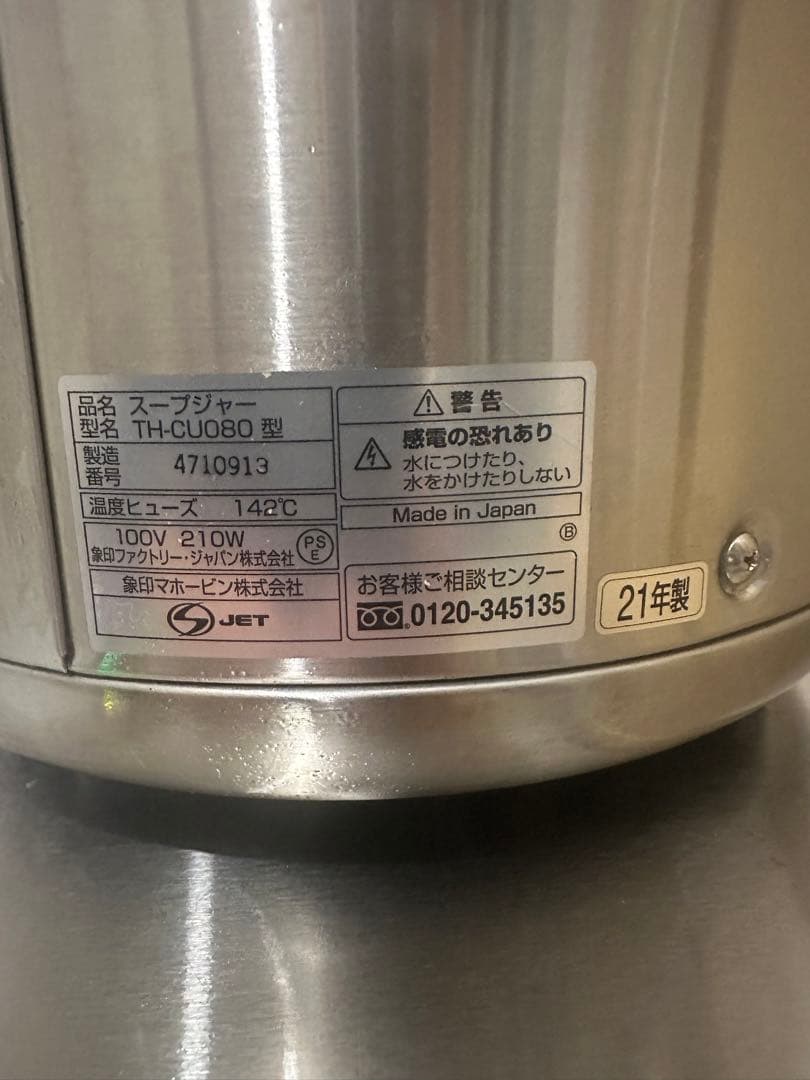 品名 スープジャー
型名 TH-CU080 型
製造番号 4710913
温度ヒューズ 142℃
100V 210W
象印ファクトリー・ジャパン株式会社
PSE
象印マホービン株式会社
S JET
⚠ 警告
感電の恐れあり
水につけたり、
水をかけたりしない
Made in Japan
Ⓑ
お客様ご相談センター
0120-345135
21年製